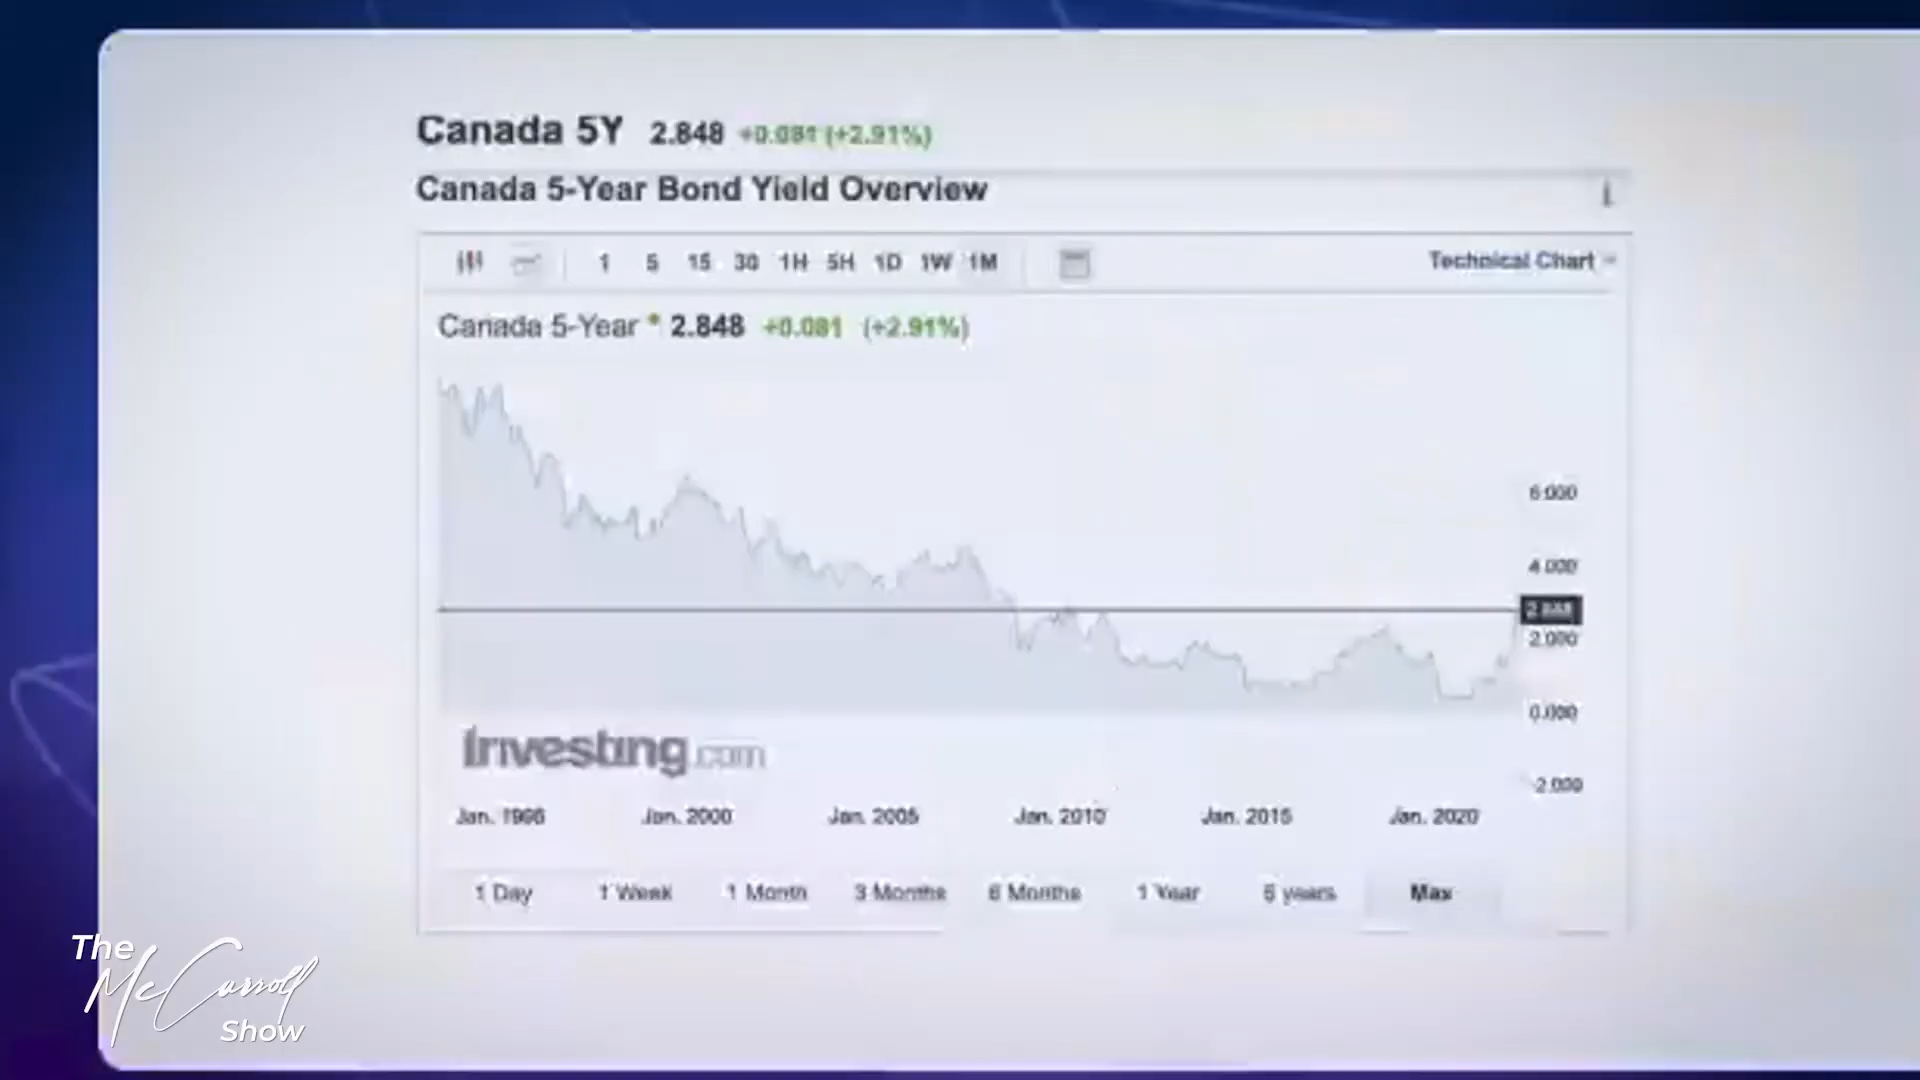 Canada 5Y 2.848 +0.081 (+2.91%)
Canada 5-Year Bond Yield Overview
1 5 15 30 1H 5H 1D 1W 1M
Technical Chart
Canada 5-Year 2.848 +0.081 (+2.91%)
6.000
4.000
2.848
2.000
0.000
-2.000
Investing.com
Jan. 1996 Jan. 2000 Jan. 2005 Jan. 2010 Jan. 2015 Jan. 2020
1 Day 1 Week 1 Month 3 Months 6 Months 1 Year 5 years Max
The
McCarroll
Show